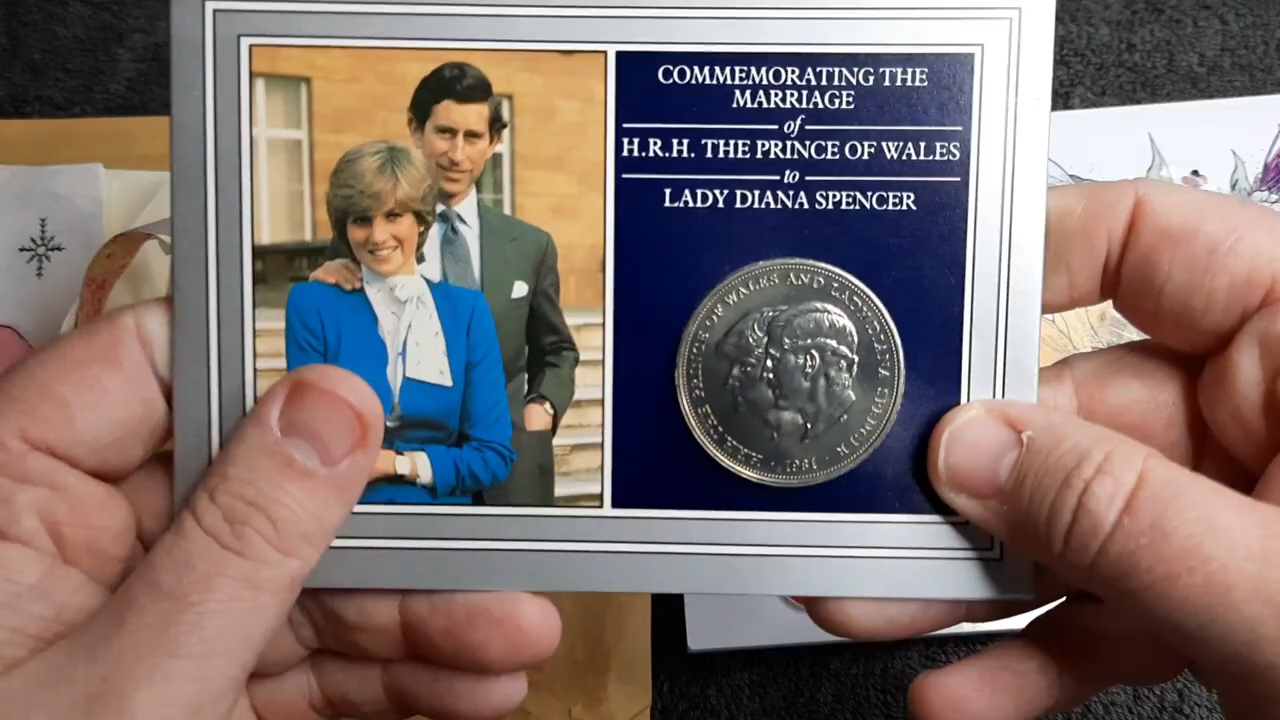 COMMEMORATING THE
MARRIAGE
of
H.R.H. THE PRINCE OF WALES
to
LADY DIANA SPENCER
H.R.H. THE PRINCE OF WALES AND LADY DIANA SPENCER
1981